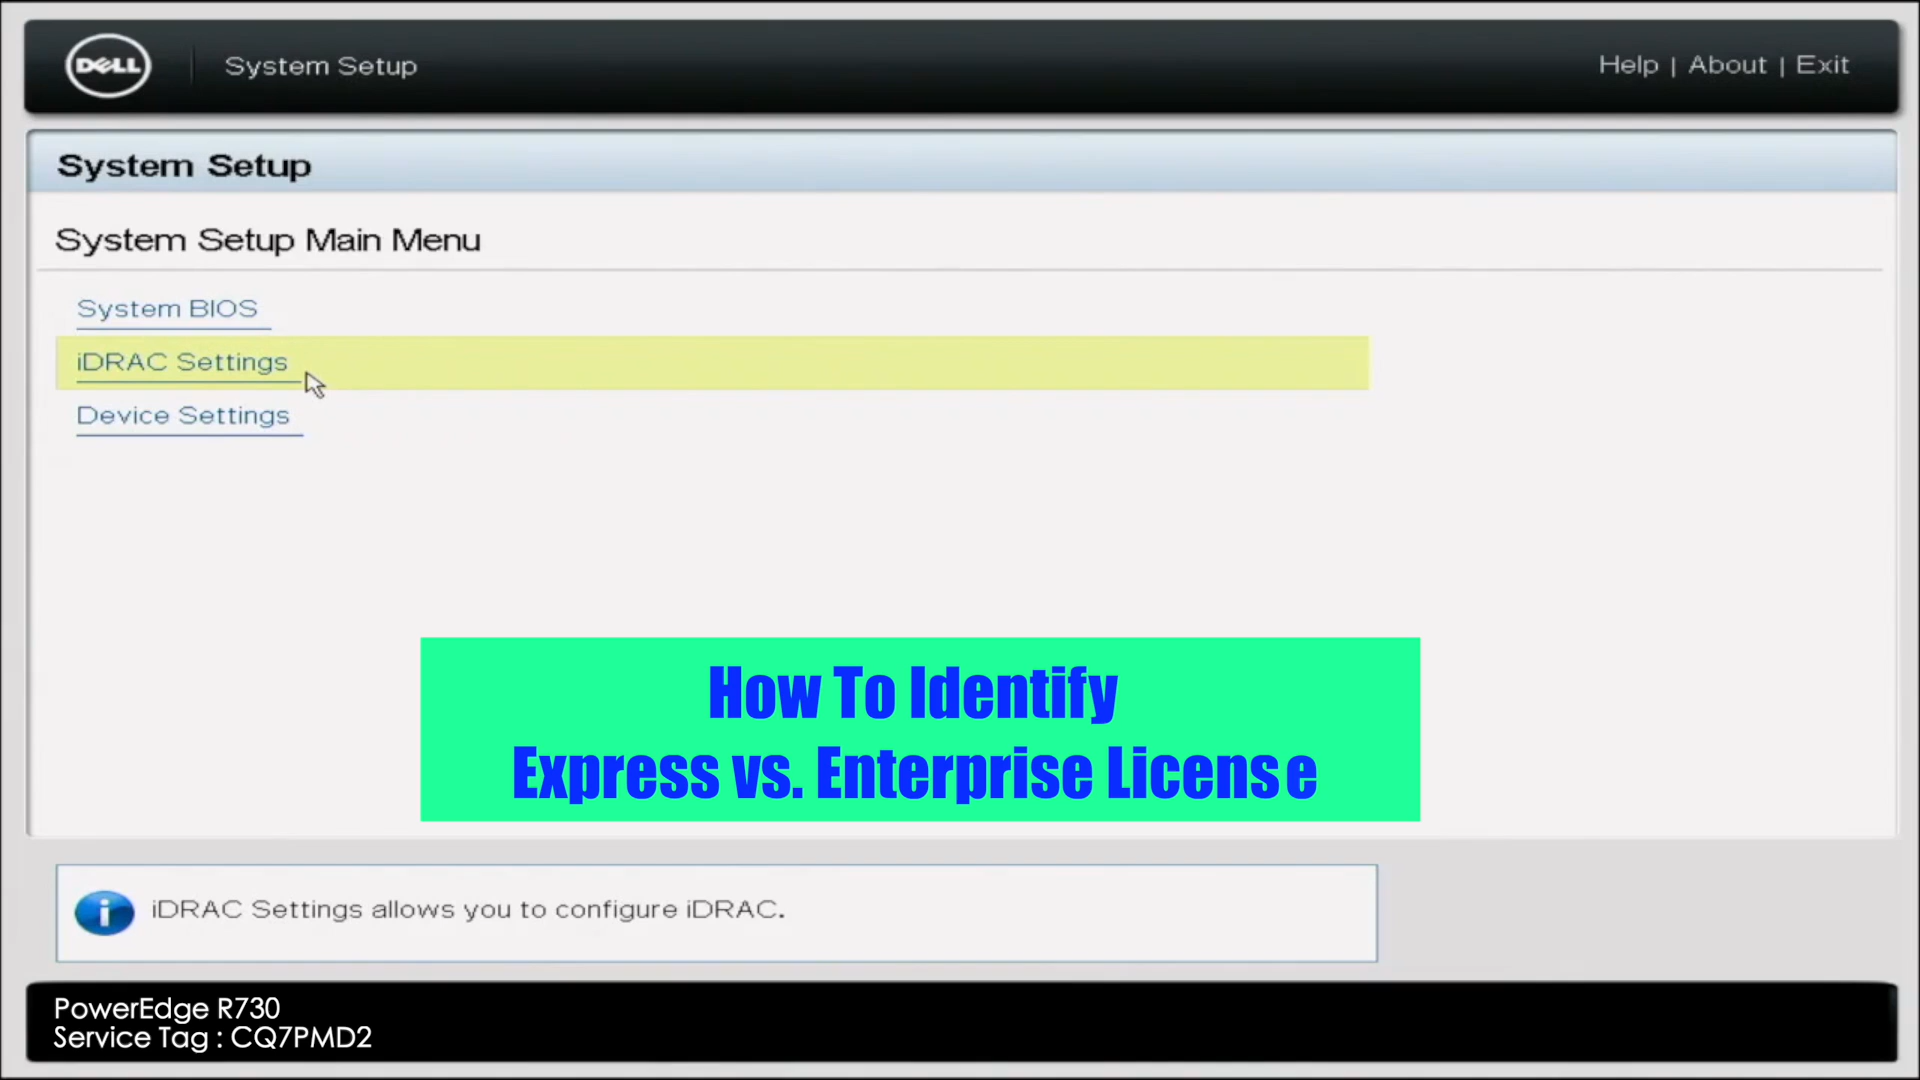 DELL
System Setup
Help | About | Exit
System Setup
System Setup Main Menu
System BIOS
iDRAC Settings
Device Settings
How To Identify
Express vs. Enterprise License
iDRAC Settings allows you to configure iDRAC.
PowerEdge R730
Service Tag : CQ7PMD2